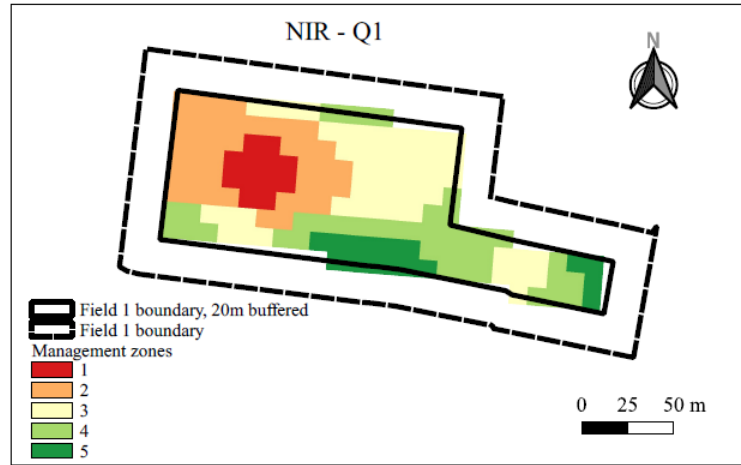 NIR - Q1
N
Field 1 boundary, 20m buffered
Field 1 boundary
Management zones
1
2
3
4
5
0 25 50 m